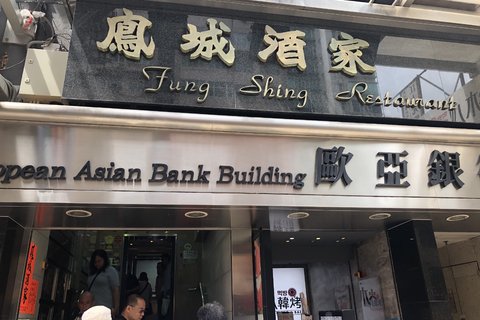 鳳城酒家
Fung Shing Restaurant
opean Asian Bank Building 歐亞銀
韓烤